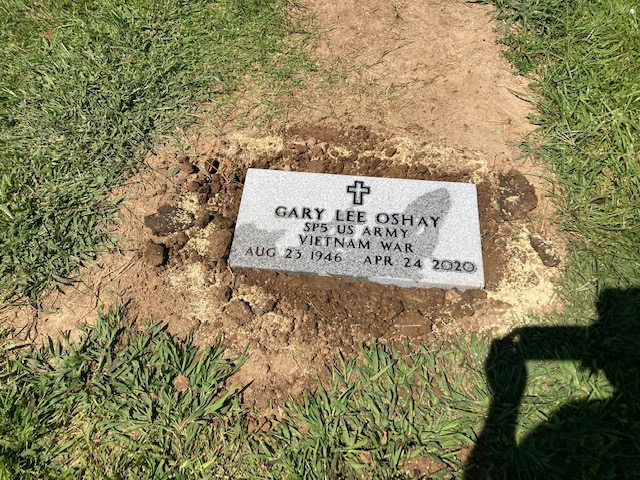 GARY LEE OSHAY
SP5 US ARMY
VIETNAM WAR
AUG 23 1946 APR 24 2020